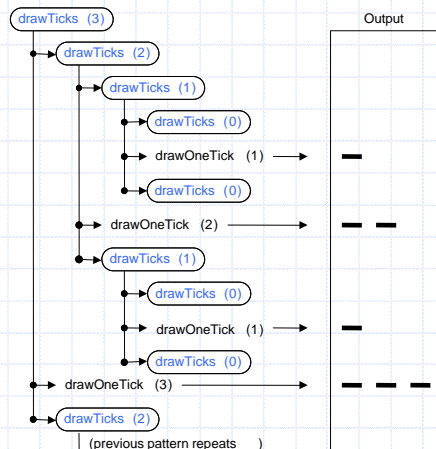 drawTicks (3)
Output
drawTicks (2)
drawTicks (1)
drawTicks (0)
drawOneTick (1)
drawTicks (0)
drawOneTick (2)
drawTicks (1)
drawTicks (0)
drawOneTick (1)
drawTicks (0)
drawOneTick (3)
drawTicks (2)
(previous pattern repeats )